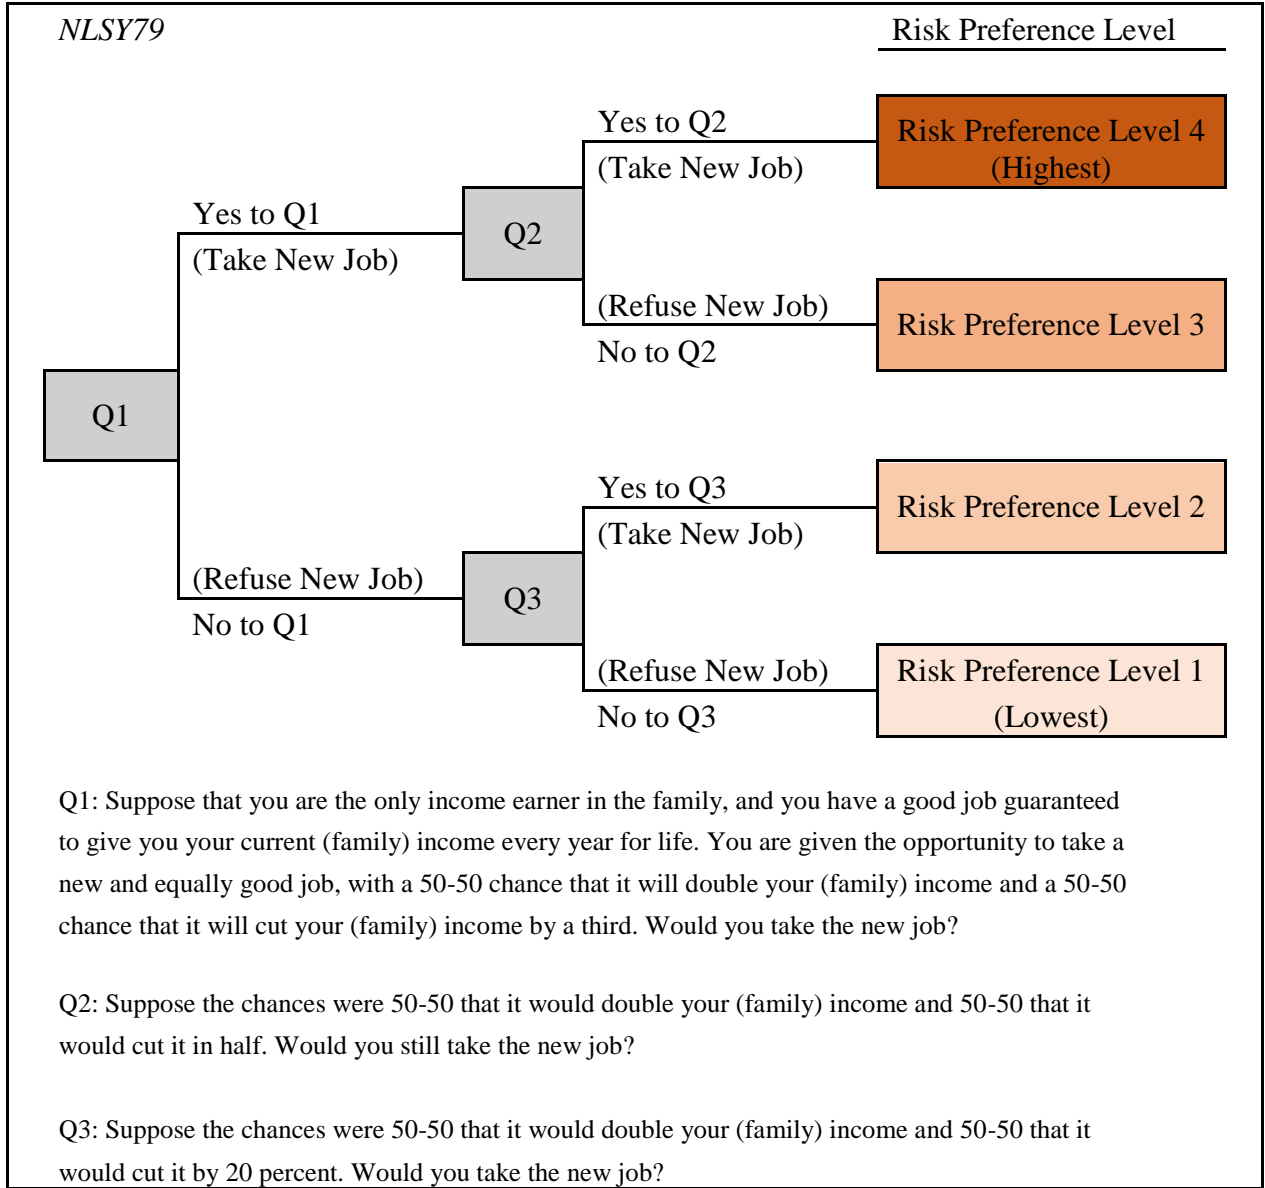 NLSY79
Risk Preference Level
Yes to Q2
(Take New Job)
Risk Preference Level 4
(Highest)
Yes to Q1
(Take New Job)
Q2
(Refuse New Job)
No to Q2
Risk Preference Level 3
Q1
Yes to Q3
(Take New Job)
Risk Preference Level 2
(Refuse New Job)
No to Q1
Q3
(Refuse New Job)
No to Q3
Risk Preference Level 1
(Lowest)
Q1: Suppose that you are the only income earner in the family, and you have a good job guaranteed
to give you your current (family) income every year for life. You are given the opportunity to take a
new and equally good job, with a 50-50 chance that it will double your (family) income and a 50-50
chance that it will cut your (family) income by a third. Would you take the new job?
Q2: Suppose the chances were 50-50 that it would double your (family) income and 50-50 that it
would cut it in half. Would you still take the new job?
Q3: Suppose the chances were 50-50 that it would double your (family) income and 50-50 that it
would cut it by 20 percent. Would you take the new job?